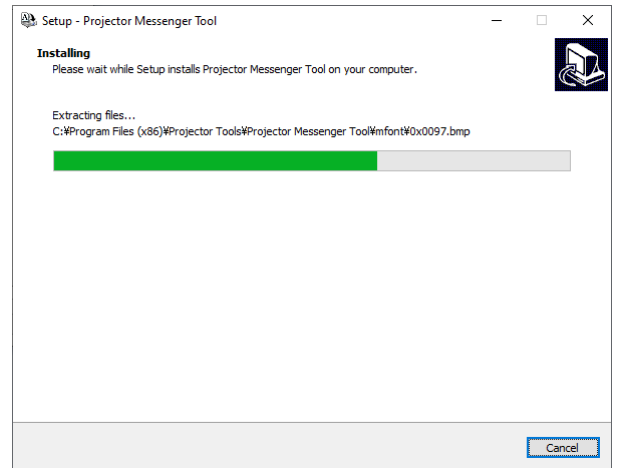 Setup - Projector Messenger Tool
Installing
Please wait while Setup installs Projector Messenger Tool on your computer.
Extracting files...
C:¥Program Files (x86)¥Projector Tools¥Projector Messenger Tool¥mfont¥0x0097.bmp
Cancel